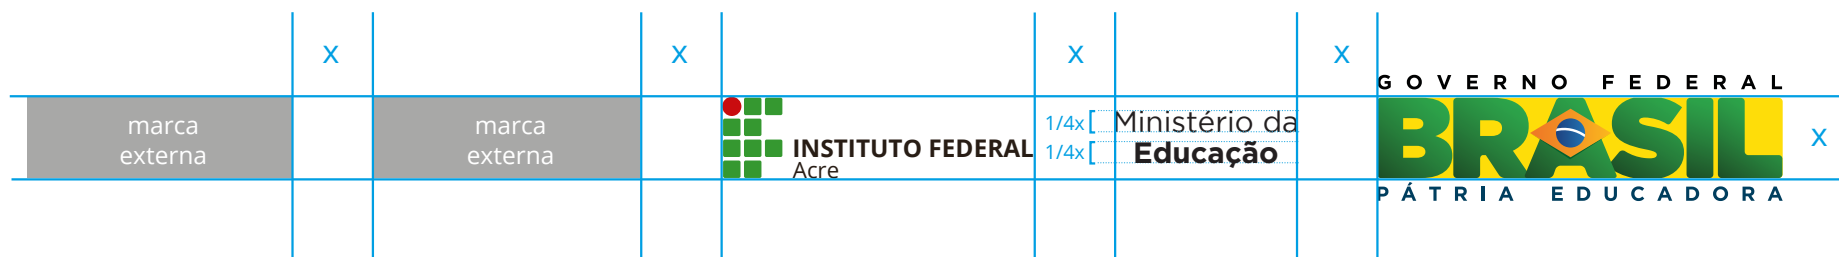 x x x x
GOVERNO FEDERAL
marca
externa
marca
externa
INSTITUTO FEDERAL
Acre
1/4x
1/4x
Ministério da
Educação
BRASIL
x
PÁTRIA EDUCADORA